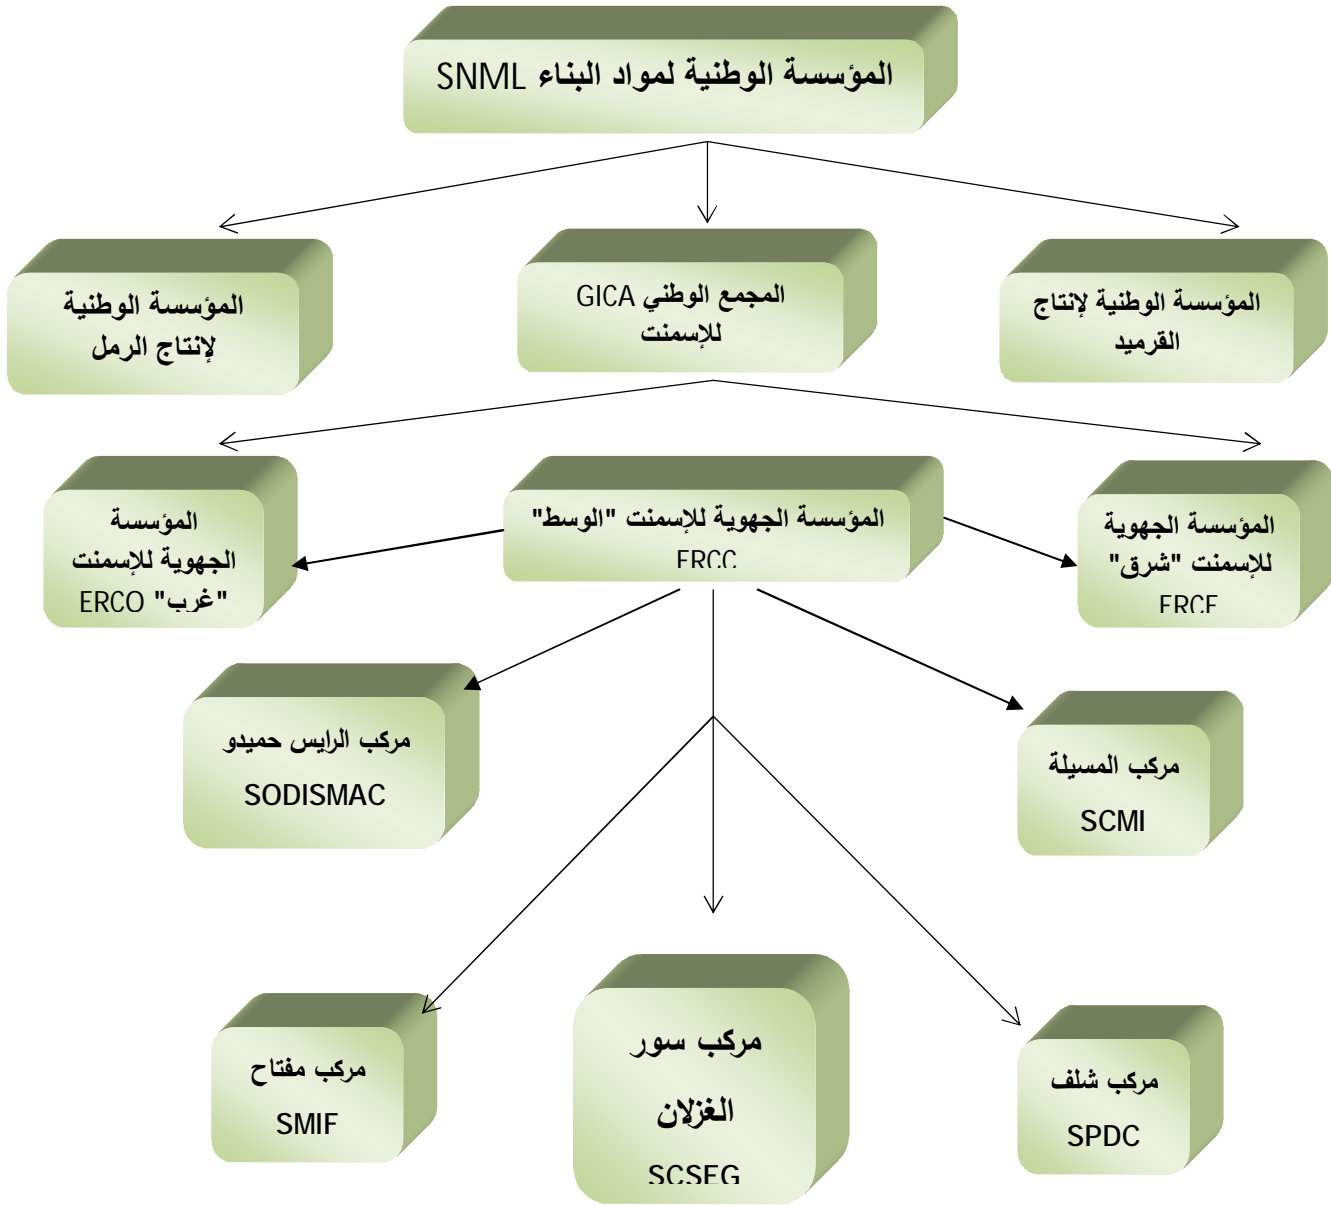 المؤسسة الوطنية لمواد البناء SNML
المؤسسة الوطنية لإنتاج
القرميد
المجمع الوطني GICA
للإسمنت
المؤسسة الوطنية
لإنتاج الرمل
المؤسسة الجهوية
للإسمنت "شرق"
ERCE
المؤسسة الجهوية للإسمنت "الوسط"
ERCC
المؤسسة
الجهوية للإسمنت
"غرب" ERCO
مركب الرايس حميدو
SODISMAC
مركب المسيلة
SCMI
مركب شلف
SPDC
مركب سور
الغزلان
SCSEG
مركب مفتاح
SMIF